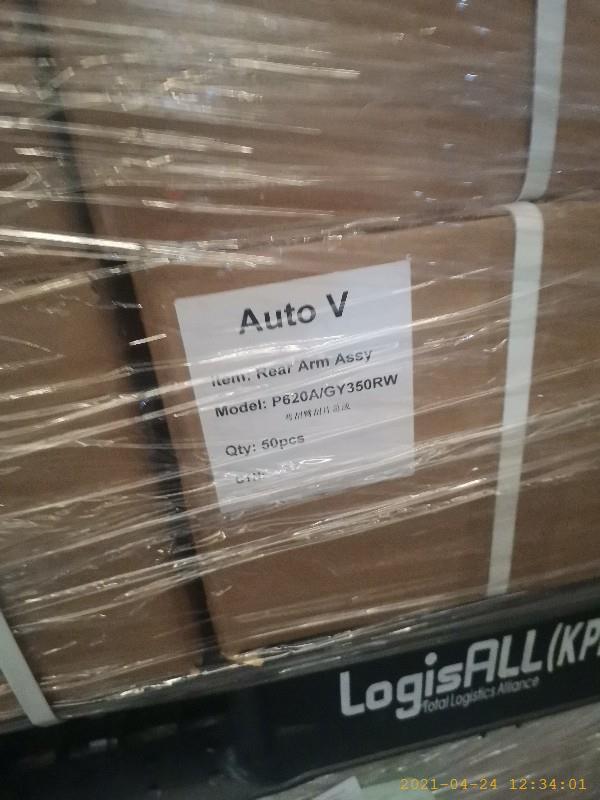 Auto V
Item: Rear Arm Assy
Model: P620A/GY350RW
Qty: 50pcs
LogisALL (KP
Total Logistics Alliance
2021-04-24 12:34:01